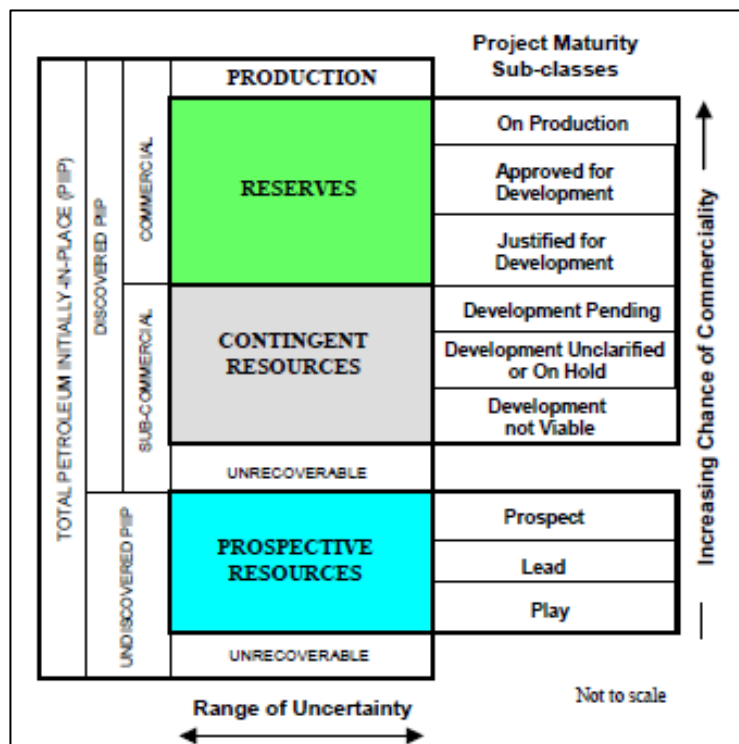 Project Maturity
Sub-classes
PRODUCTION
On Production
RESERVES
Approved for
Development
Justified for
Development
COMMERCIAL
Development Pending
CONTINGENT
RESOURCES
Development Unclarified
or On Hold
Development
not Viable
SUB-COMMERCIAL
UNRECOVERABLE
DISCOVERED PIIP
Prospect
PROSPECTIVE
RESOURCES
Lead
Play
UNRECOVERABLE
UNDISCOVERED PIIP
TOTAL PETROLEUM INITIALLY-IN-PLACE (PIIP)
Increasing Chance of Commerciality
Not to scale
Range of Uncertainty